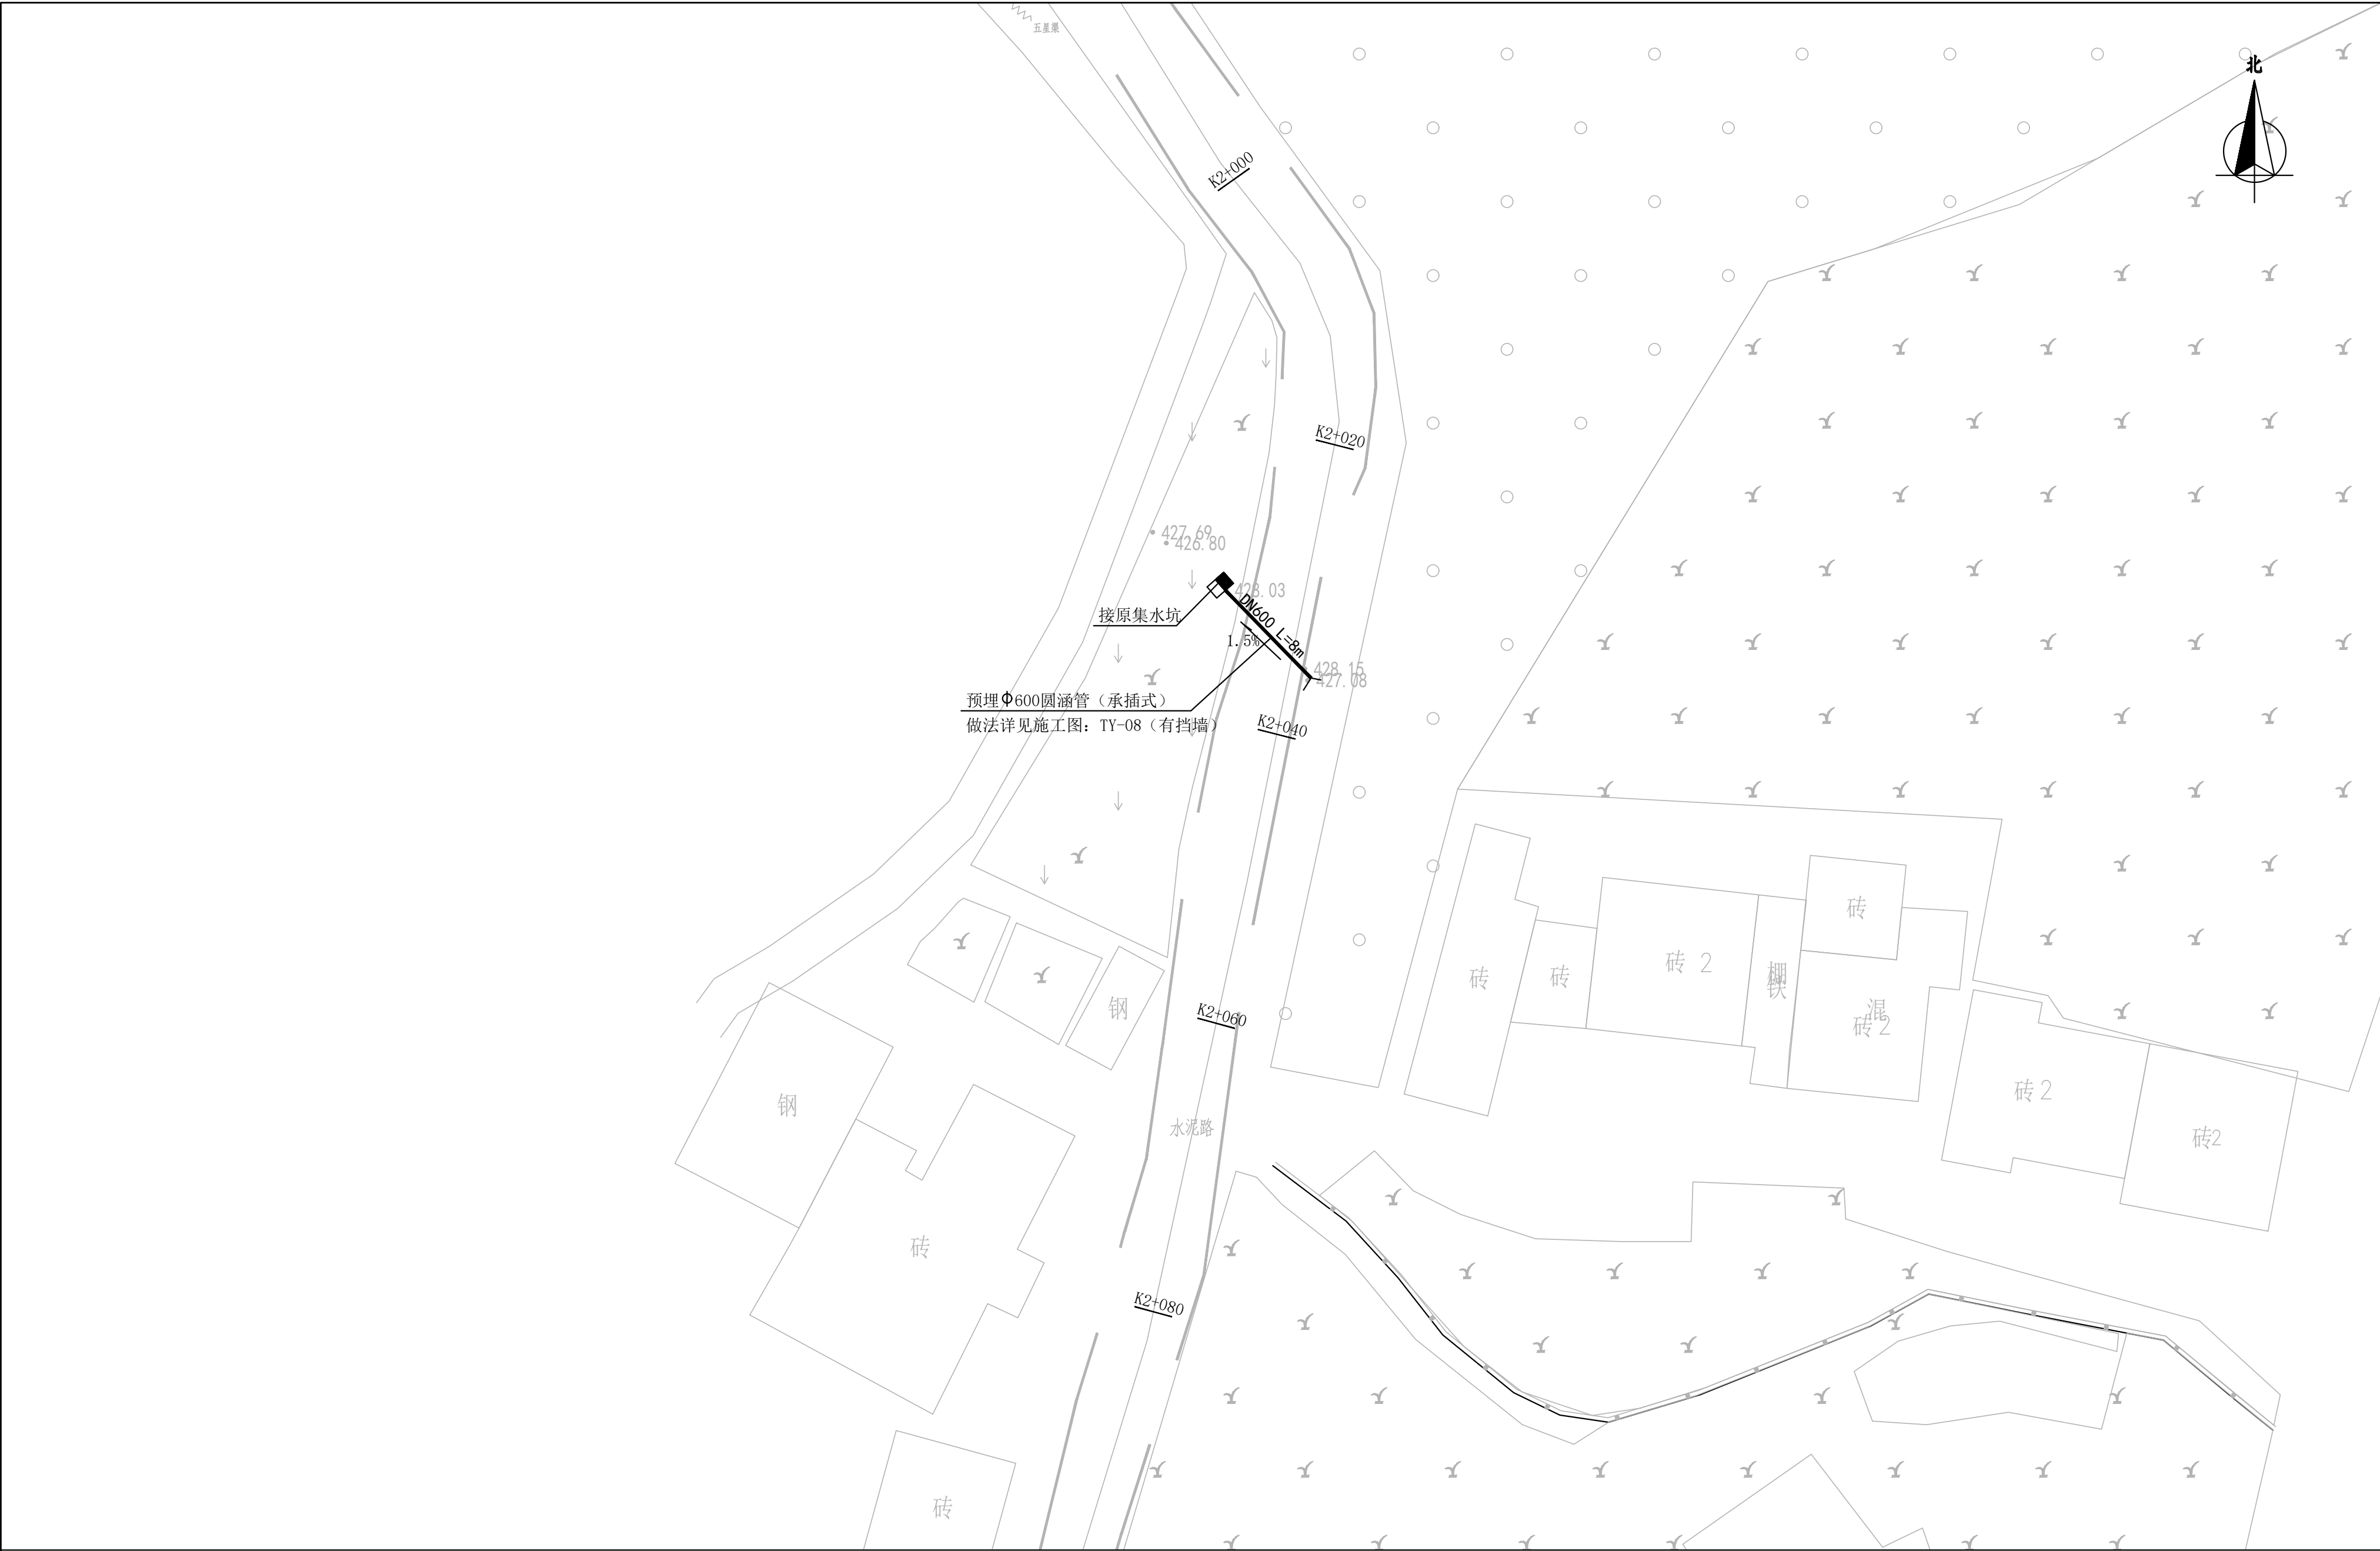 五星渠
北
K2+000
K2+020
427.69
426.80
428.03
DN600 L=8m
接原集水坑
1.5%
428.15
427.08
预埋Φ600圆涵管（承插式）
做法详见施工图：TY-08（有挡墙）
K2+040
砖
砖
砖
砖 2
棚
铁
混
砖 2
钢
K2+060
砖 2
钢
水泥路
砖2
砖
K2+080
砖